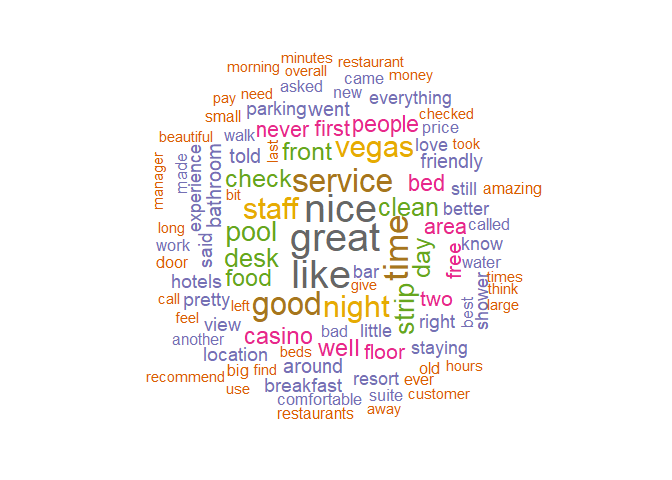 minutes
morning
overall
restaurant
came
money
pay
need
asked
new
everything
small
parking
went
checked
beautiful
walk
never
first
people
price
last
told
front
vegas
love
took
manager
made
experience
bathroom
check
service
bed
friendly
still
amazing
bit
staff
nice
clean
better
long
said
pool
great
time
day
area
called
work
desk
free
know
door
hotels
food
like
bar
give
strip
water
times
call
pretty
left
good
night
two
shower
think
large
feel
view
another
casino
bad
little
right
best
location
beds
well
floor
staying
recommend
big
find
around
resort
ever
old
hours
use
breakfast
comfortable
suite
customer
restaurants
away